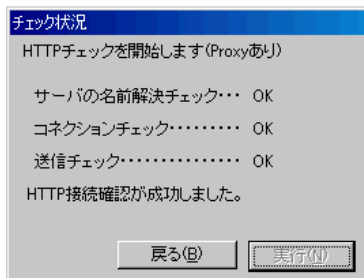 チェック状況
HTTPチェックを開始します(Proxyあり)
サーバの名前解決チェック・・・ OK
コネクションチェック・・・・・・・・・ OK
送信チェック・・・・・・・・・・・・・・・ OK
HTTP接続確認が成功しました。
戻る(B) 実行(N)